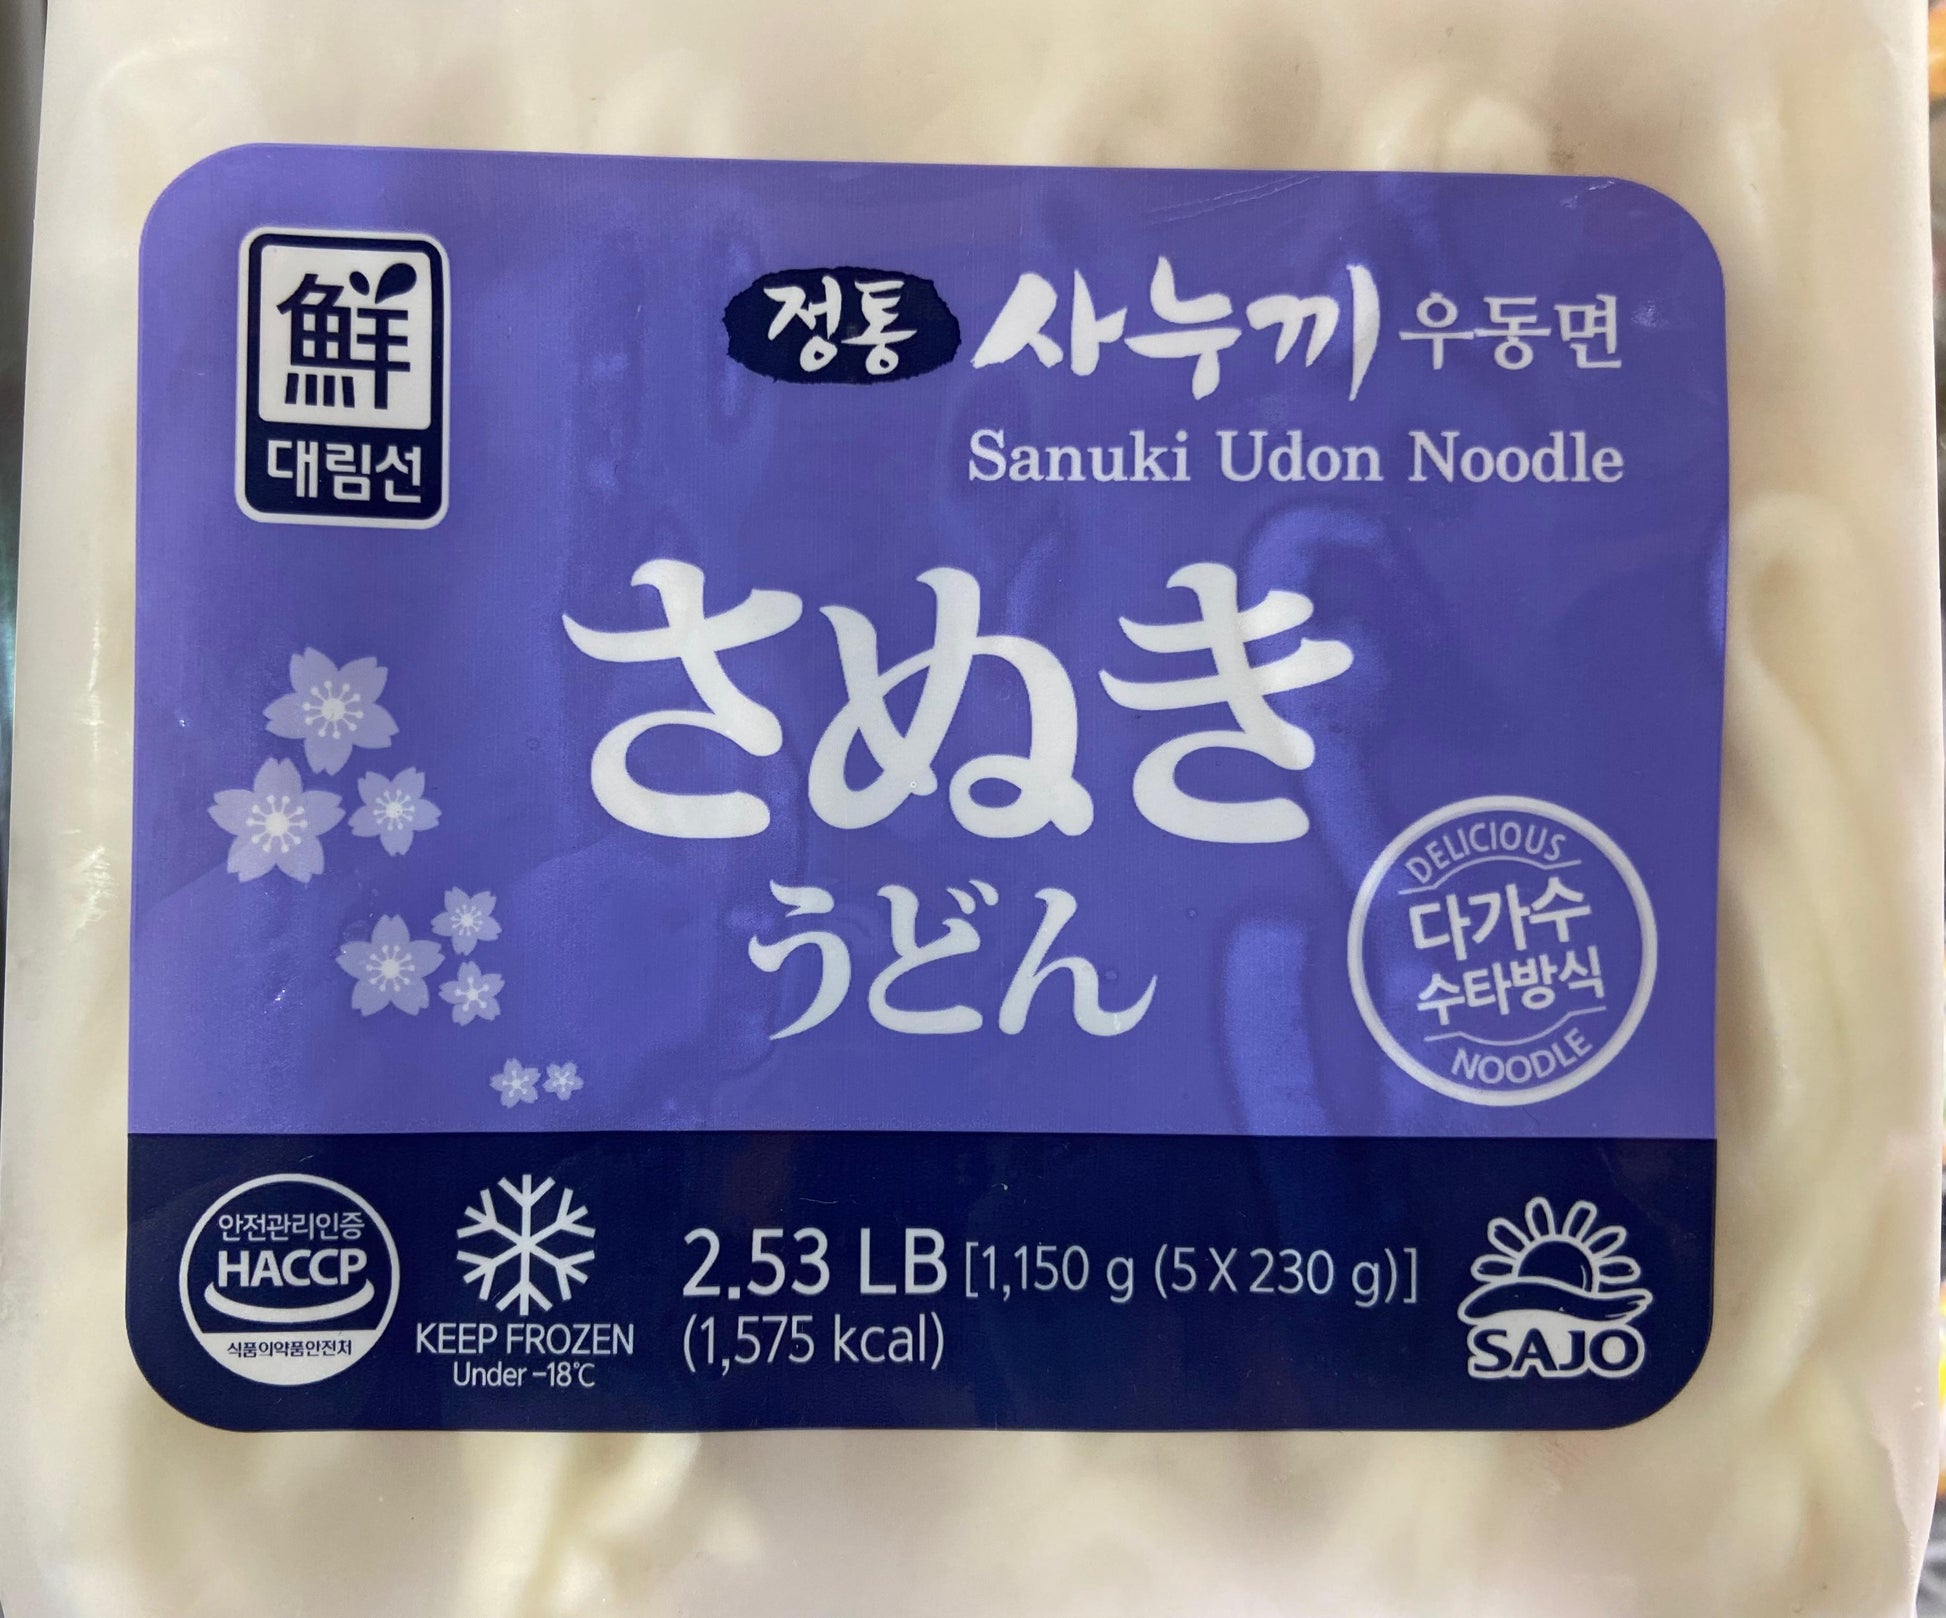 鮮
대림선
정통 사누끼 우동면
Sanuki Udon Noodle
さぬき
うどん
DELICIOUS
다가수
수타방식
NOODLE
안전관리인증
HACCP
식품의약품안전처
KEEP FROZEN
Under -18℃
2.53 LB [1,150 g (5 X 230 g)]
(1,575 kcal)
SAJO